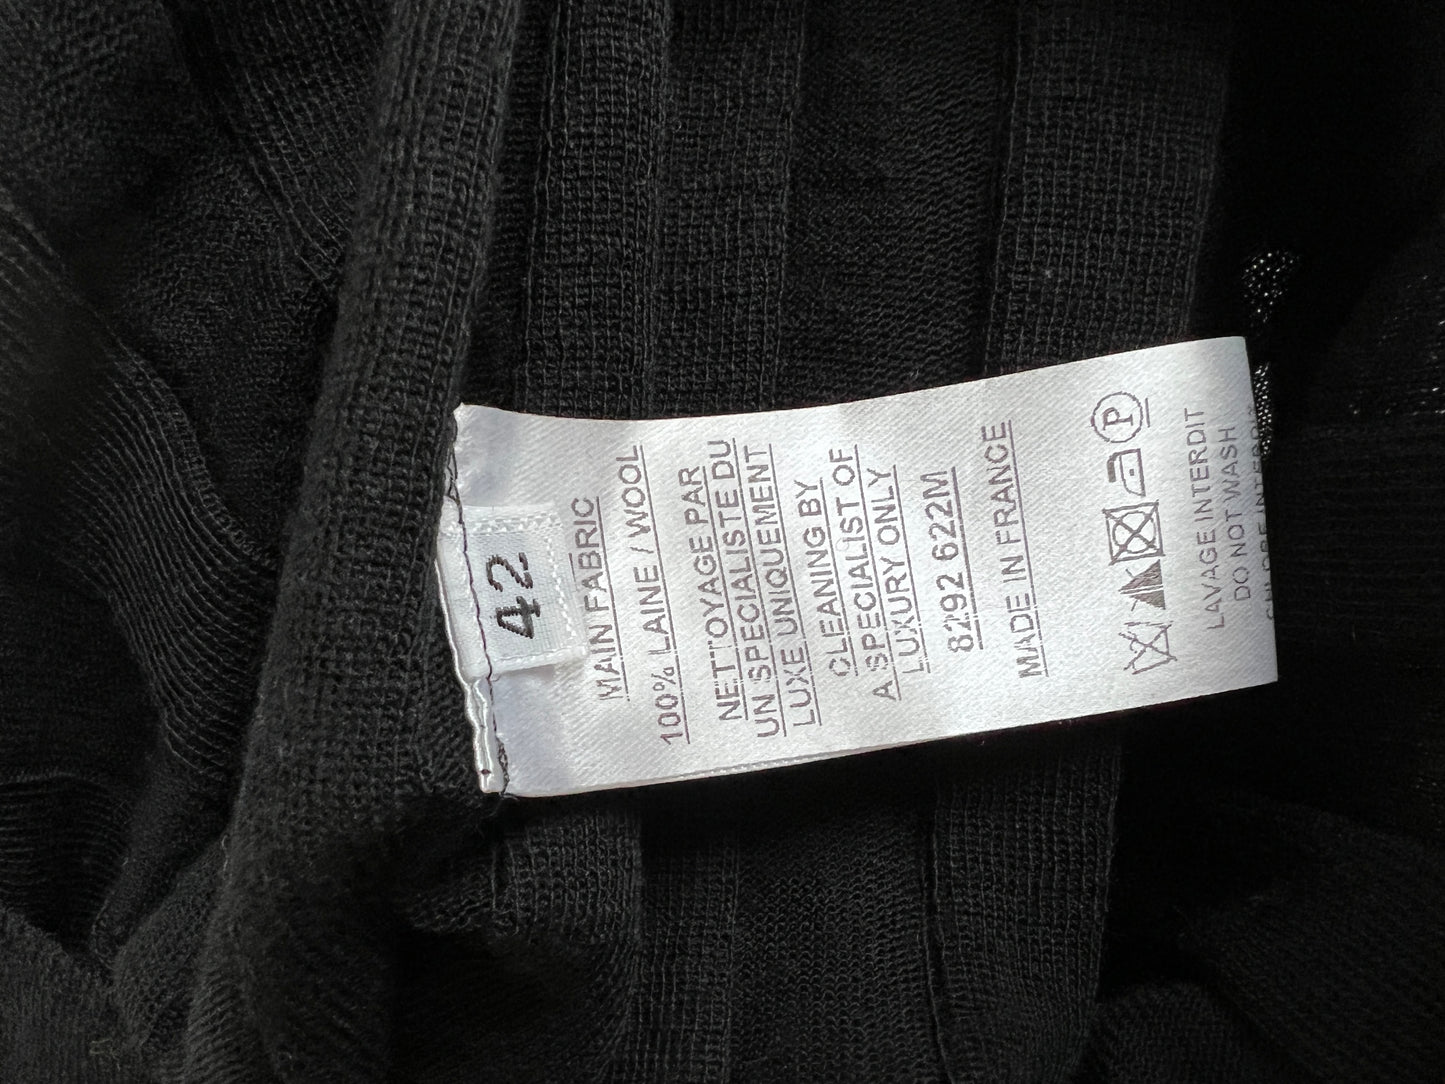 42
MAIN FABRIC
100% LAINE / WOOL
NETTOYAGE PAR
UN SPECIALISTE DU
LUXE UNIQUEMENT
CLEANING BY
A SPECIALIST OF
LUXURY ONLY
8292 622M
MADE IN FRANCE
P
LAVAGE INTERDIT
DO NOT WASH